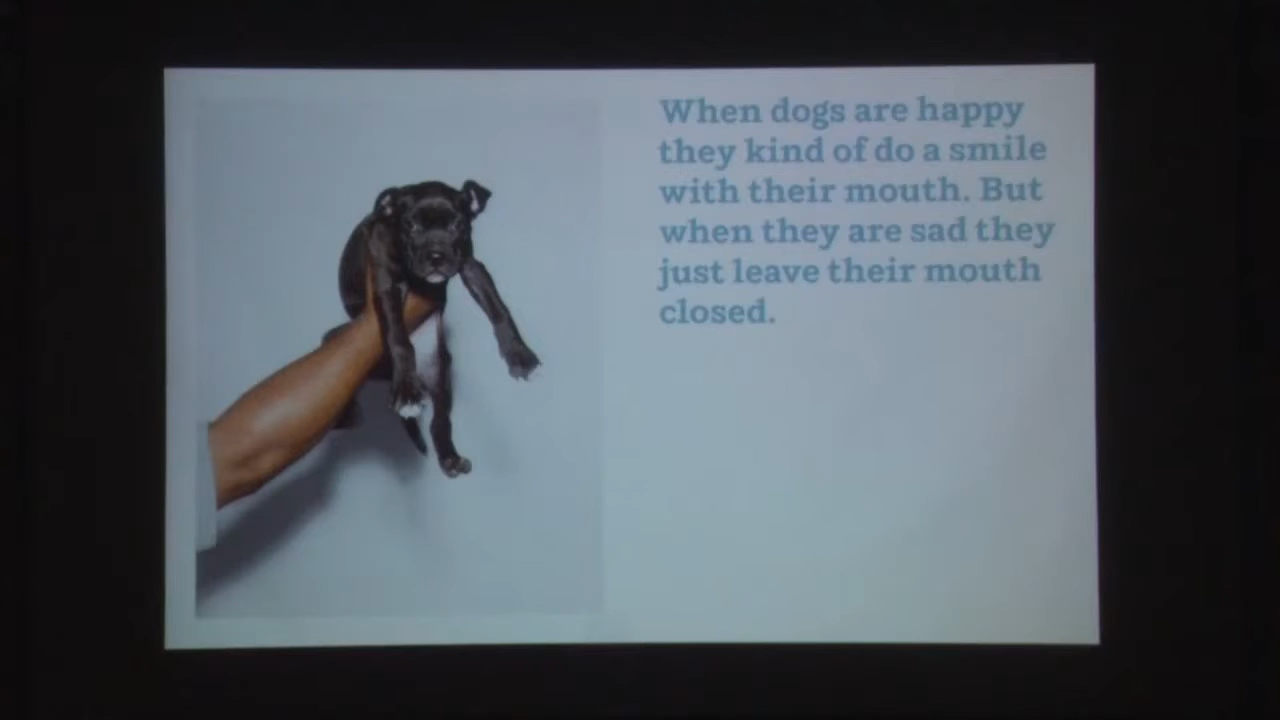 When dogs are happy
they kind of do a smile
with their mouth. But
when they are sad they
just leave their mouth
closed.